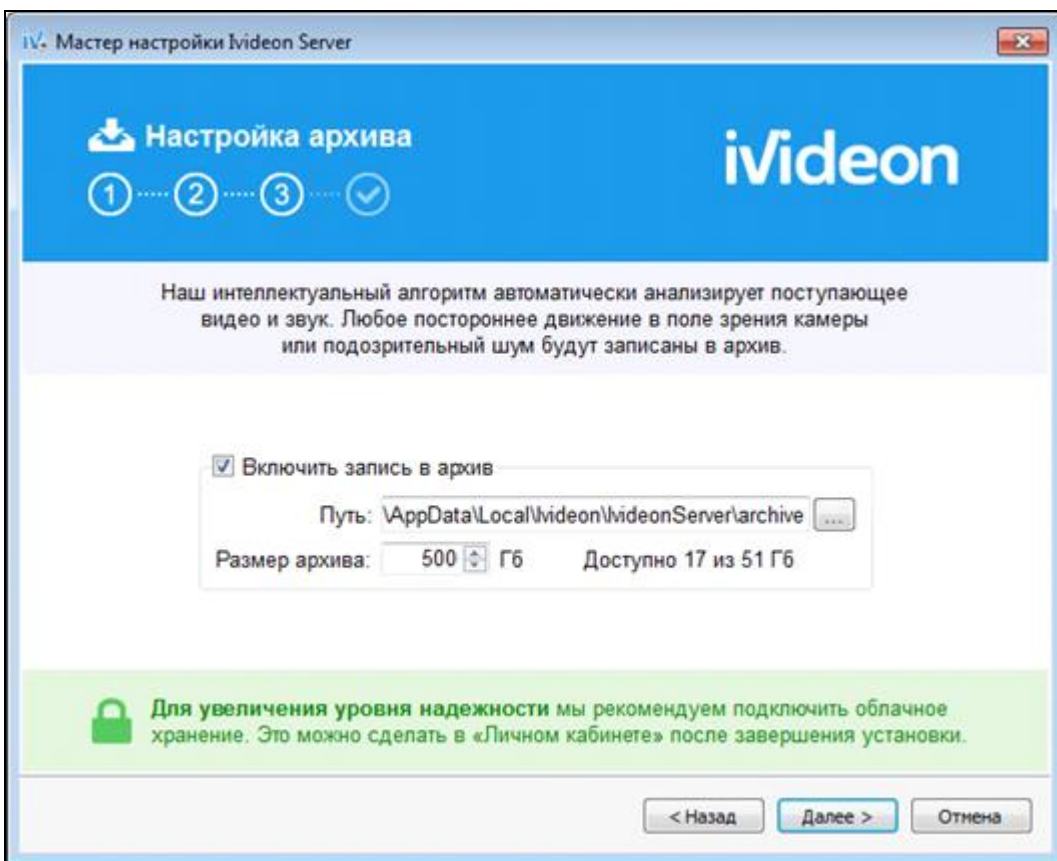 iV. Мастер настройки Ivideon Server
Настройка архива
ivideon
1 2 3
Наш интеллектуальный алгоритм автоматически анализирует поступающее
видео и звук. Любое постороннее движение в поле зрения камеры
или подозрительный шум будут записаны в архив.
Включить запись в архив
Путь: \AppData\Local\Ivideon\IvideonServer\archive ...
Размер архива: 500 Гб Доступно 17 из 51 Гб
Для увеличения уровня надежности мы рекомендуем подключить облачное
хранение. Это можно сделать в «Личном кабинете» после завершения установки.
< Назад Далее > Отмена